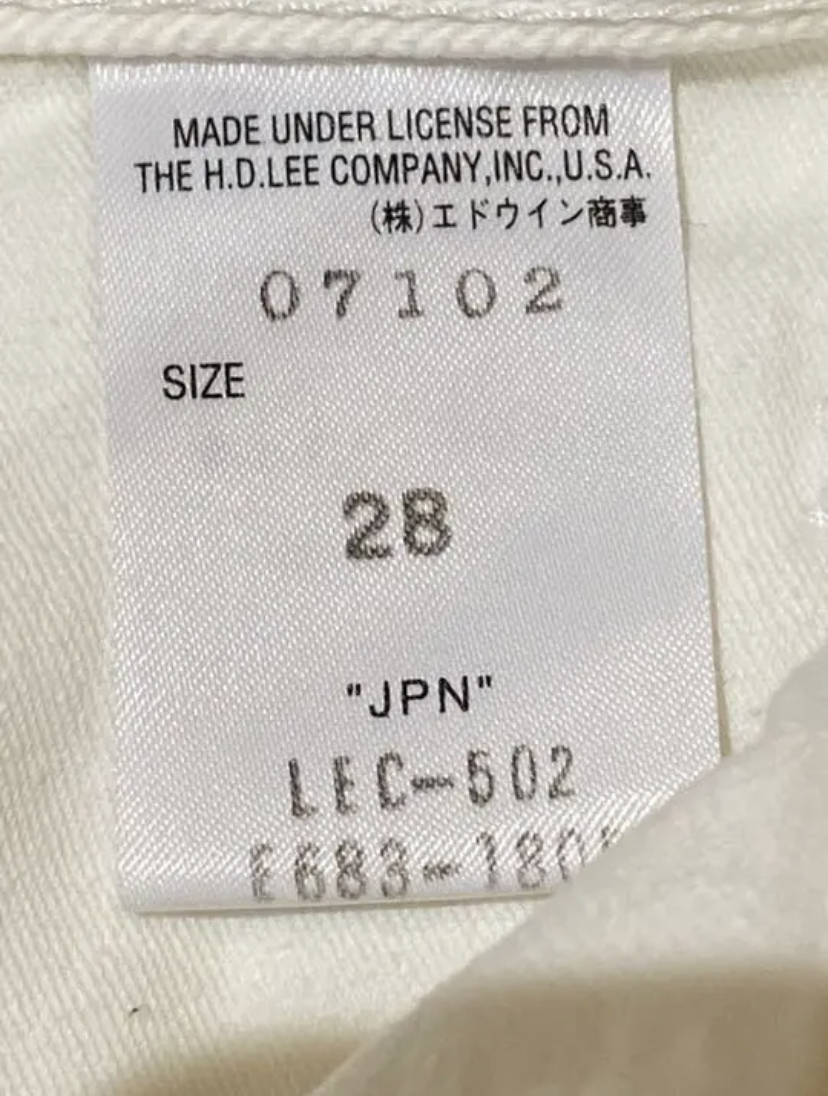 MADE UNDER LICENSE FROM
THE H.D.LEE COMPANY,INC.,U.S.A.
(株)エドウイン商事
07102
SIZE
28
"JPN"
LEC-502